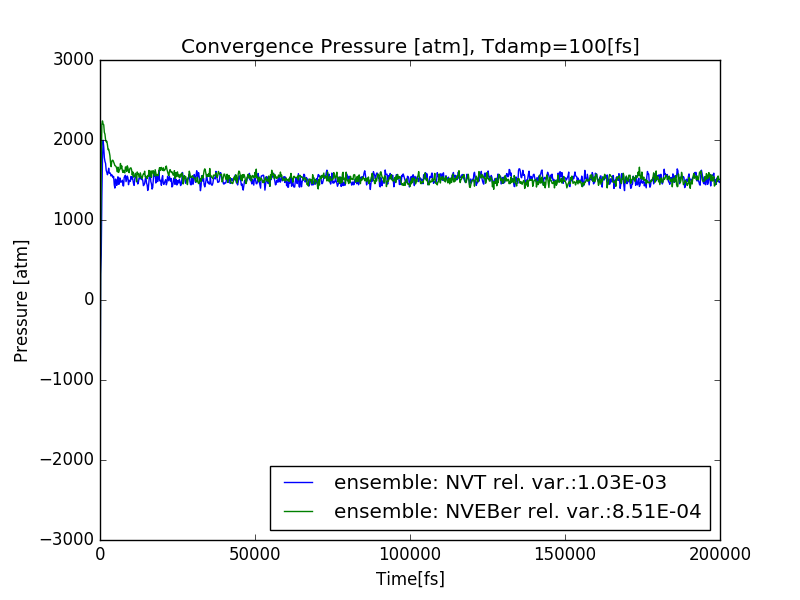 Convergence Pressure [atm], Tdamp=100[fs]
3000
2000
1000
0
−1000
−2000
−3000
Pressure [atm]
ensemble: NVT rel. var.:1.03E-03
ensemble: NVEBer rel. var.:8.51E-04
0 50000 100000 150000 200000
Time[fs]